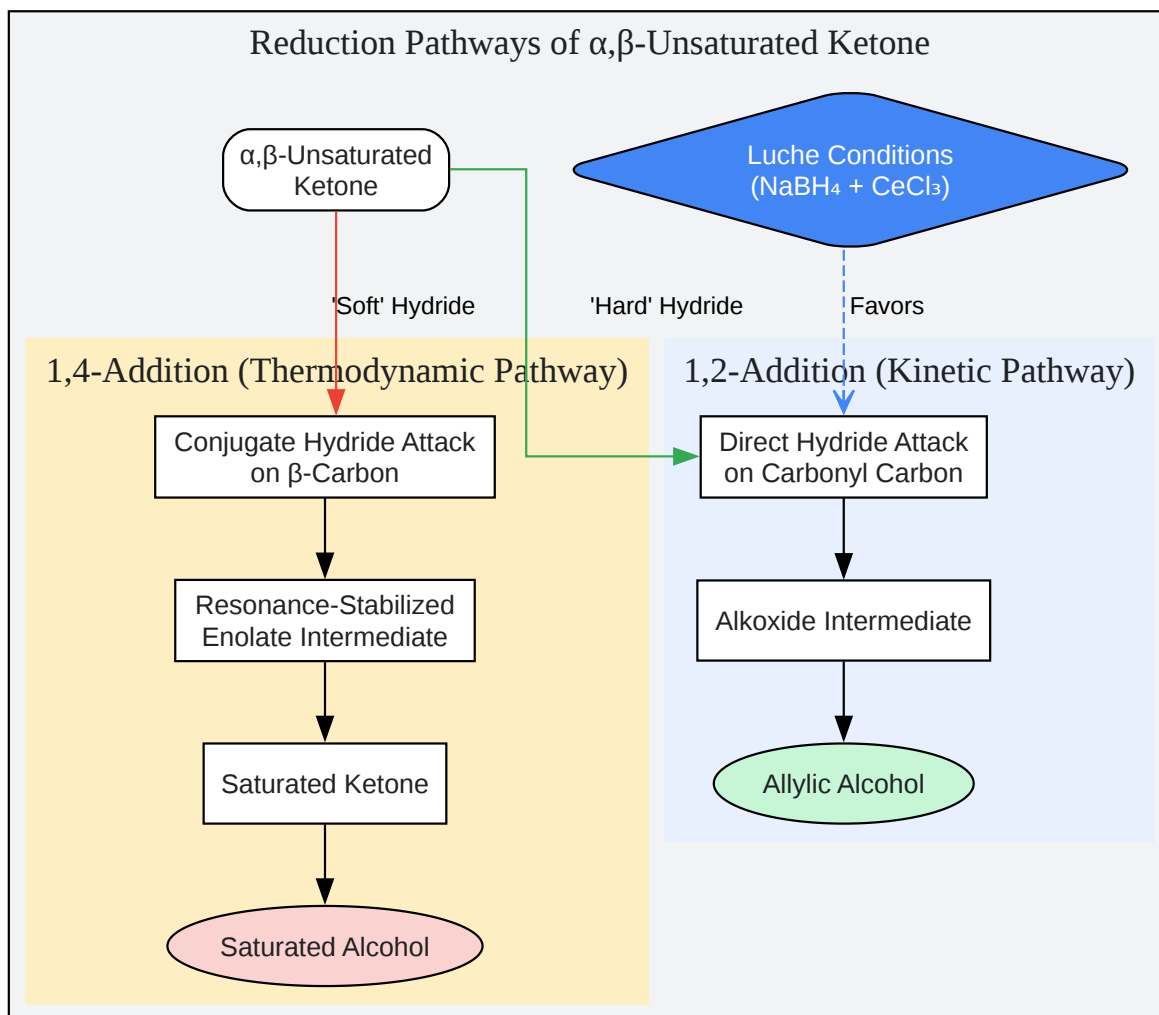 Reduction Pathways of α,β-Unsaturated Ketone
α,β-Unsaturated
Ketone
Luche Conditions
(NaBH₄ + CeCl₃)
'Soft' Hydride
'Hard' Hydride
Favors
1,4-Addition (Thermodynamic Pathway)
1,2-Addition (Kinetic Pathway)
Conjugate Hydride Attack
on β-Carbon
Direct Hydride Attack
on Carbonyl Carbon
Resonance-Stabilized
Enolate Intermediate
Alkoxide Intermediate
Saturated Ketone
Allylic Alcohol
Saturated Alcohol